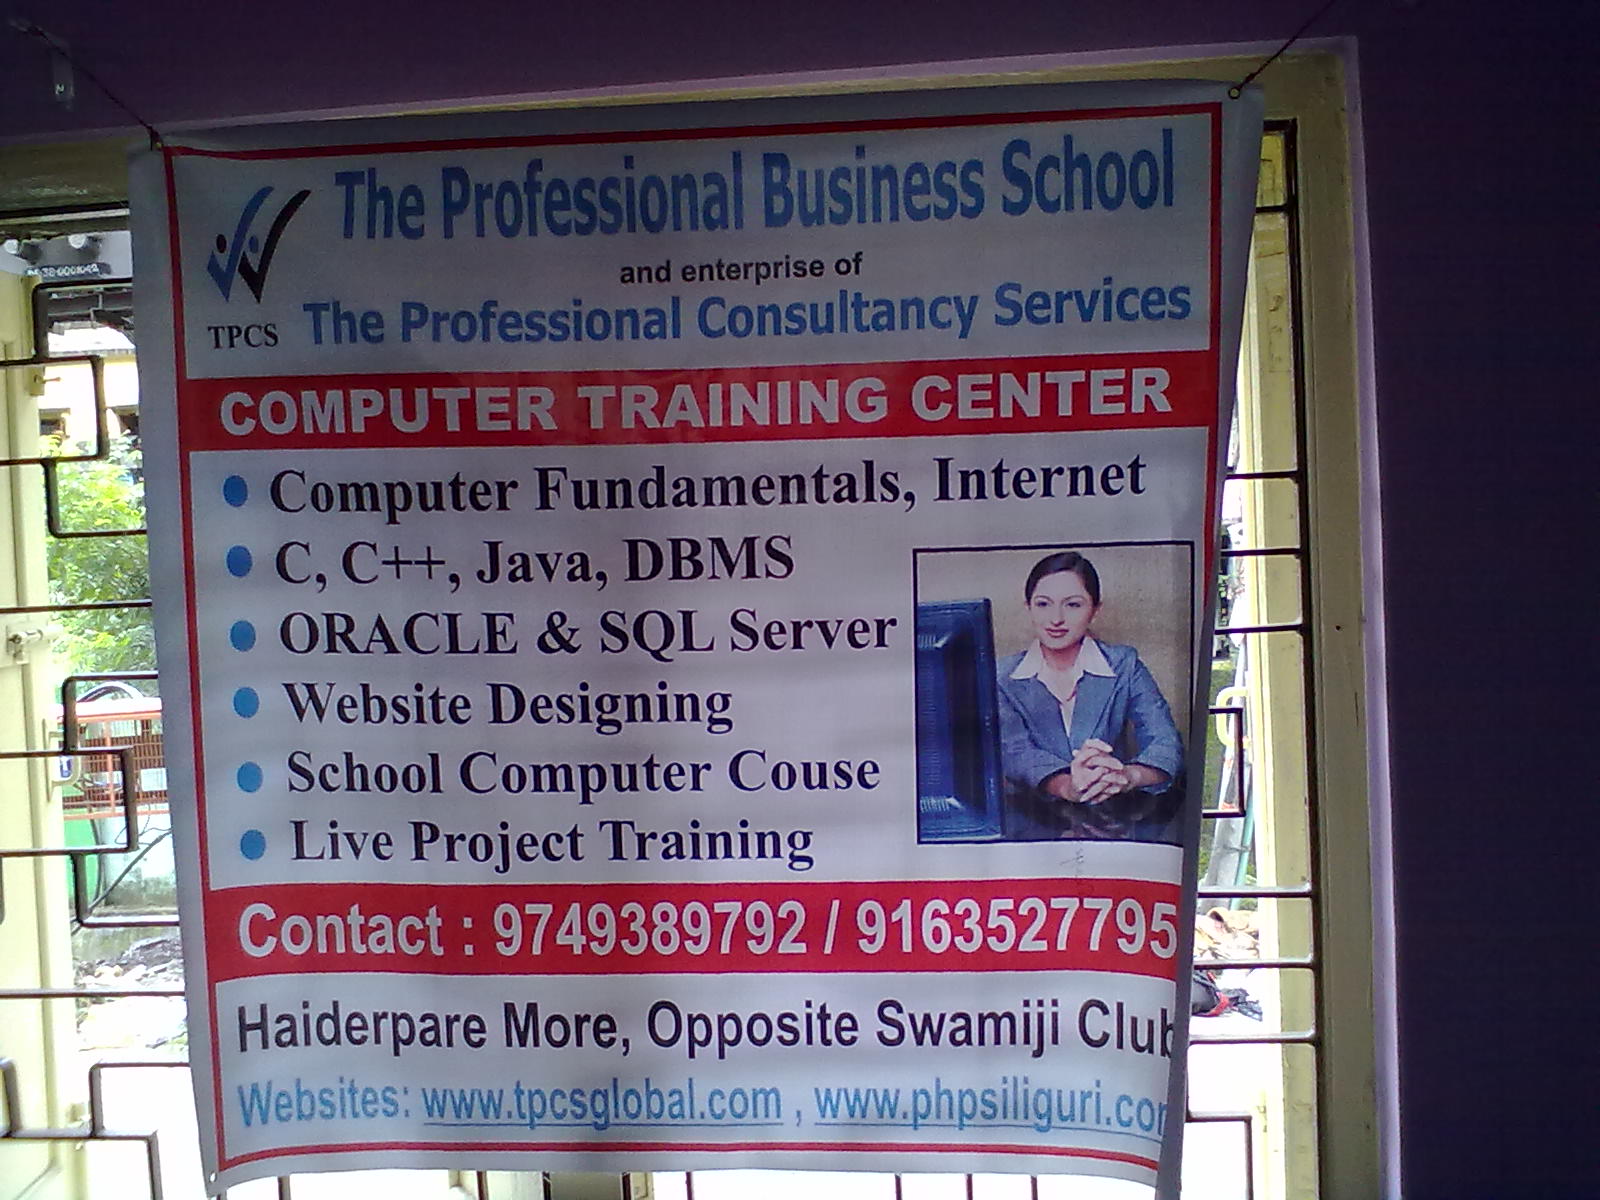 The Professional Business School
and enterprise of
TPCS The Professional Consultancy Services
COMPUTER TRAINING CENTER
Computer Fundamentals, Internet
C, C++, Java, DBMS
ORACLE & SQL Server
Website Designing
School Computer Couse
Live Project Training
Contact : 9749389792 / 9163527795
Haiderpare More, Opposite Swamiji Club
Websites: www.tpcsglobal.com , www.phpsiliguri.com